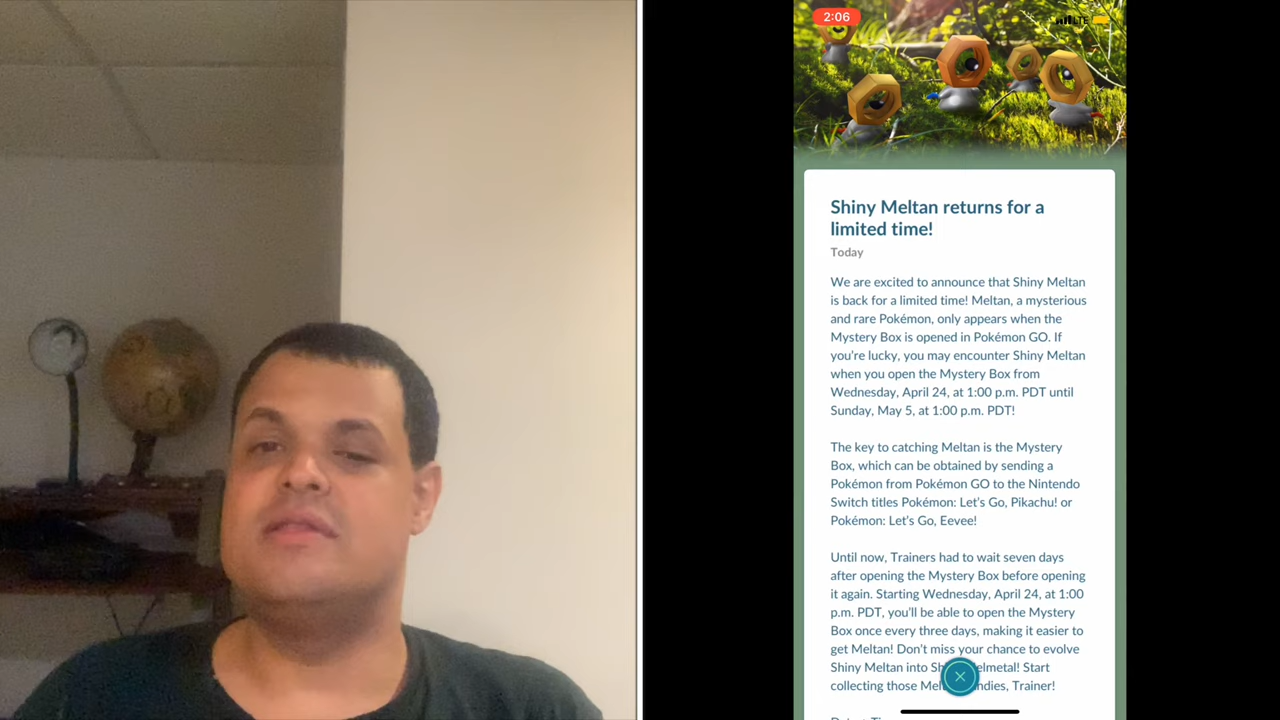 2:06
LTE
Shiny Meltan returns for a
limited time!
Today
We are excited to announce that Shiny Meltan
is back for a limited time! Meltan, a mysterious
and rare Pokémon, only appears when the
Mystery Box is opened in Pokémon GO. If
you're lucky, you may encounter Shiny Meltan
when you open the Mystery Box from
Wednesday, April 24, at 1:00 p.m. PDT until
Sunday, May 5, at 1:00 p.m. PDT!
The key to catching Meltan is the Mystery
Box, which can be obtained by sending a
Pokémon from Pokémon GO to the Nintendo
Switch titles Pokémon: Let's Go, Pikachu! or
Pokémon: Let's Go, Eevee!
Until now, Trainers had to wait seven days
after opening the Mystery Box before opening
it again. Starting Wednesday, April 24, at 1:00
p.m. PDT, you'll be able to open the Mystery
Box once every three days, making it easier to
get Meltan! Don't miss your chance to evolve
Shiny Meltan into elmetal! Start
collecting those ndies, Trainer!